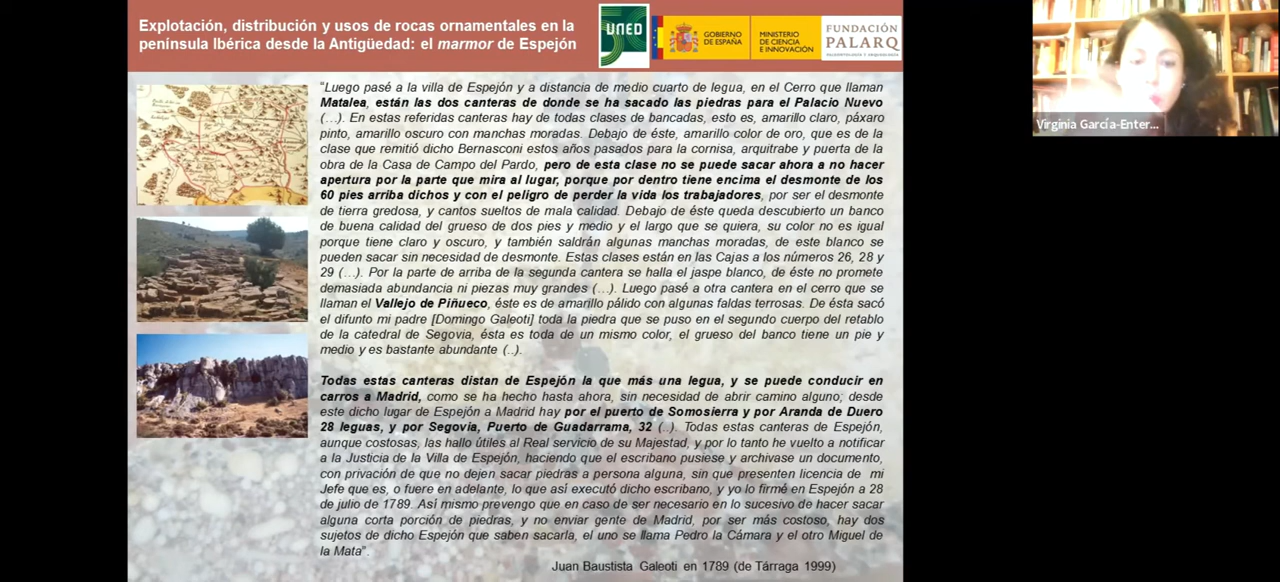 Explotación, distribución y usos de rocas ornamentales en la
península Ibérica desde la Antigüedad: el marmor de Espejón
UNED
GOBIERNO
DE ESPAÑA
MINISTERIO
DE CIENCIA
E INNOVACIÓN
FUNDACIÓN
PALARQ
Virginia García-Enter...
“Luego pasé a la villa de Espejón y a distancia de medio cuarto de legua, en el Cerro que llaman
Matalea, están las dos canteras de donde se ha sacado las piedras para el Palacio Nuevo
(…). En estas referidas canteras hay de todas clases de bancadas, esto es, amarillo claro, páxaro
pinto, amarillo oscuro con manchas moradas. Debajo de éste, amarillo color de oro, que es de la
clase que remitió dicho Bernasconi estos años pasados para la cornisa, arquitrabe y puerta de la
obra de la Casa de Campo del Pardo, pero de esta clase no se puede sacar ahora a no hacer
apertura por la parte que mira al lugar, porque por dentro tiene encima el desmonte de los
60 pies arriba dichos y con el peligro de perder la vida los trabajadores, por ser el desmonte
de tierra gredosa, y cantos sueltos de mala calidad. Debajo de éste queda descubierto un banco
de buena calidad del grueso de dos pies y medio y el largo que se quiera, su color no es igual
porque tiene claro y oscuro, y también saldrán algunas manchas moradas, de este blanco se
pueden sacar sin necesidad de desmonte. Estas clases están en las Cajas a los números 26, 28 y
29 (…). Por la parte de arriba de la segunda cantera se halla el jaspe blanco, de éste no promete
demasiada abundancia ni piezas muy grandes (…). Luego pasé a otra cantera en el cerro que se
llaman el Vallejo de Piñueco, éste es de amarillo pálido con algunas faldas terrosas. De ésta sacó
el difunto mi padre [Domingo Galeoti] toda la piedra que se puso en el segundo cuerpo del retablo
de la catedral de Segovia, ésta es toda de un mismo color, el grueso del banco tiene un pie y
medio y es bastante abundante (..).
Todas estas canteras distan de Espejón la que más una legua, y se puede conducir en
carros a Madrid, como se ha hecho hasta ahora, sin necesidad de abrir camino alguno; desde
este dicho lugar de Espejón a Madrid hay por el puerto de Somosierra y por Aranda de Duero
28 leguas, y por Segovia, Puerto de Guadarrama, 32 (..). Todas estas canteras de Espejón,
aunque costosas, las hallo útiles al Real servicio de su Majestad, y por lo tanto he vuelto a notificar
a la Justicia de la Villa de Espejón, haciendo que el escribano pusiese y archivase un documento,
con privación de que no dejen sacar piedras a persona alguna, sin que presenten licencia de mi
Jefe que es, o fuere en adelante, lo que así executó dicho escribano, y yo lo firmé en Espejón a 28
de julio de 1789. Así mismo prevengo que en caso de ser necesario en lo sucesivo de hacer sacar
alguna corta porción de piedras, y no enviar gente de Madrid, por ser más costoso, hay dos
sujetos de dicho Espejón que saben sacarla, el uno se llama Pedro la Cámara y el otro Miguel de
la Mata”.
Juan Baustista Galeoti en 1789 (de Tárraga 1999)